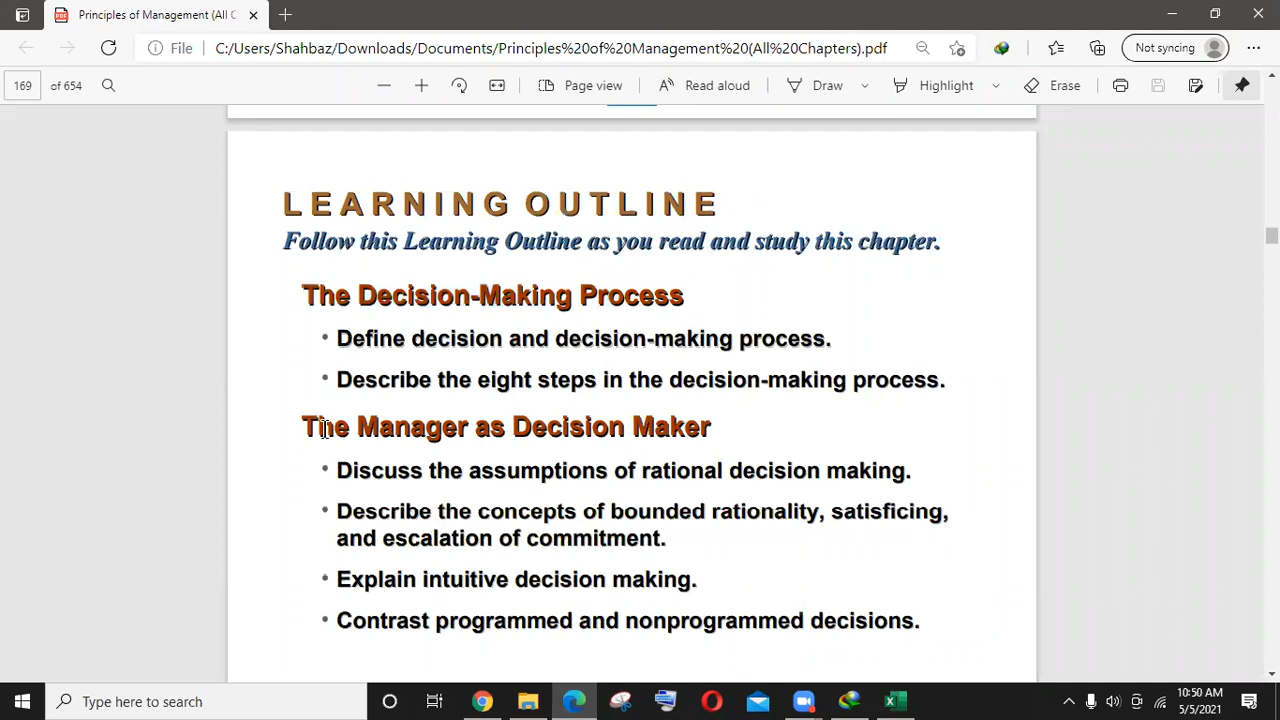 Principles of Management (All C
File
C:/Users/Shahbaz/Downloads/Documents/Principles%20of%20Management%20(All%20Chapters).pdf
Not syncing
169 of 654
Page view
Read aloud
Draw
Highlight
Erase
LEARNING OUTLINE
Follow this Learning Outline as you read and study this chapter.
The Decision-Making Process
• Define decision and decision-making process.
• Describe the eight steps in the decision-making process.
The Manager as Decision Maker
• Discuss the assumptions of rational decision making.
• Describe the concepts of bounded rationality, satisficing,
and escalation of commitment.
• Explain intuitive decision making.
• Contrast programmed and nonprogrammed decisions.
Type here to search
10:50 AM
5/5/2021